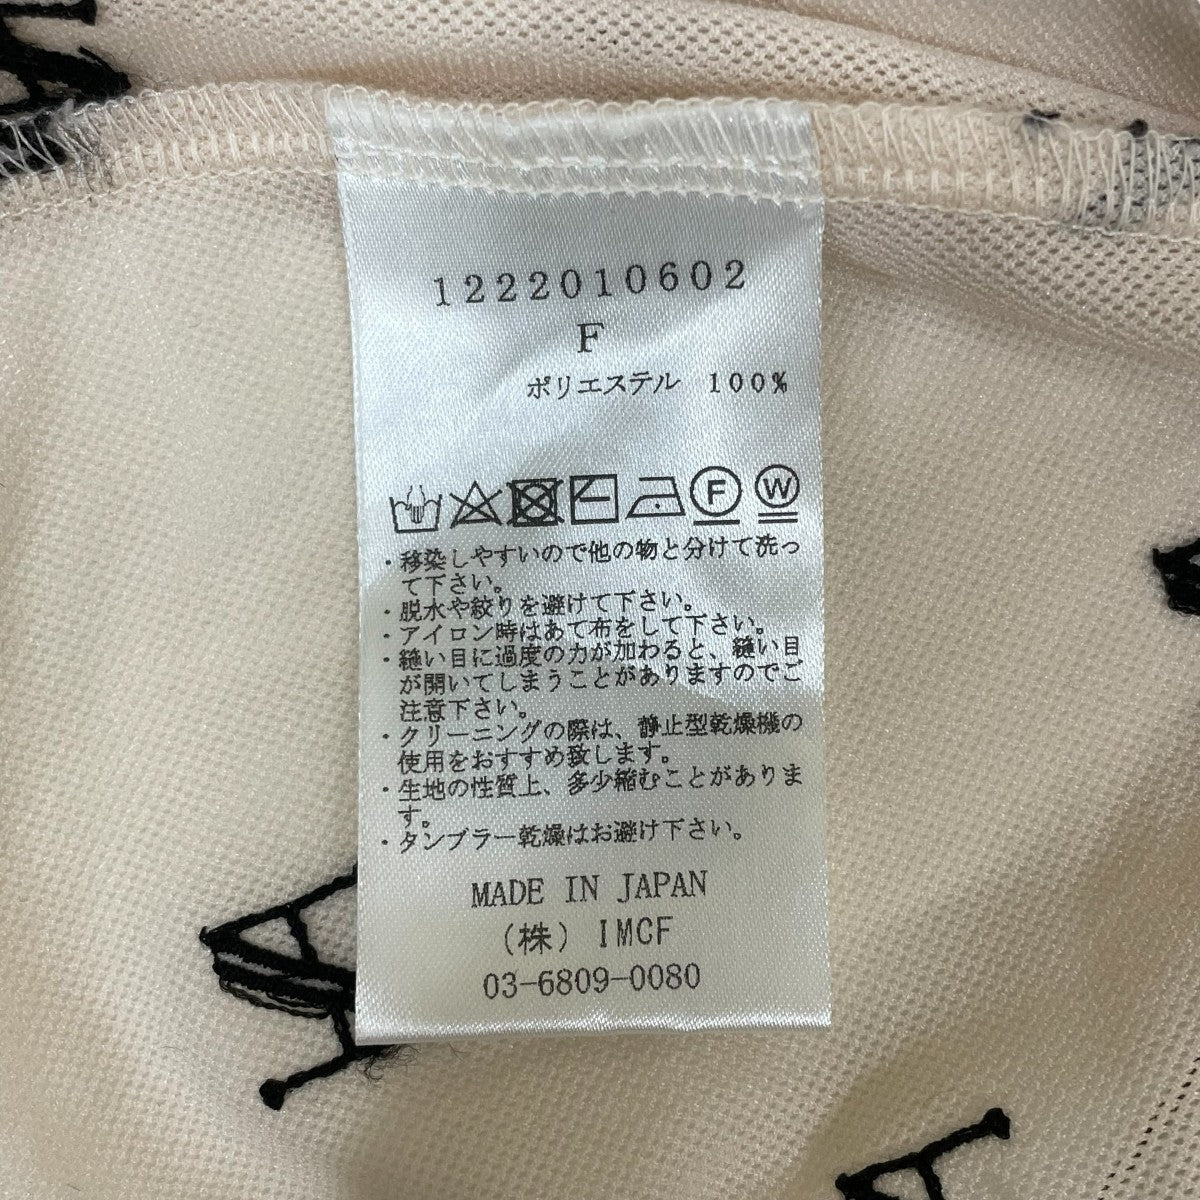 1222010602
F
ポリエステル 100%
F W
・移染しやすいので他の物と分けて洗っ
て下さい。
・脱水や絞りを避けて下さい。
・アイロン時はあて布をして下さい。
・縫い目に過度の力が加わると、縫い目
が開いてしまうことがありますのでご
注意下さい。
・クリーニングの際は、静止型乾燥機の
使用をおすすめ致します。
・生地の性質上、多少縮むことがありま
す。
・タンブラー乾燥はお避け下さい。
MADE IN JAPAN
(株) IMCF
03-6809-0080